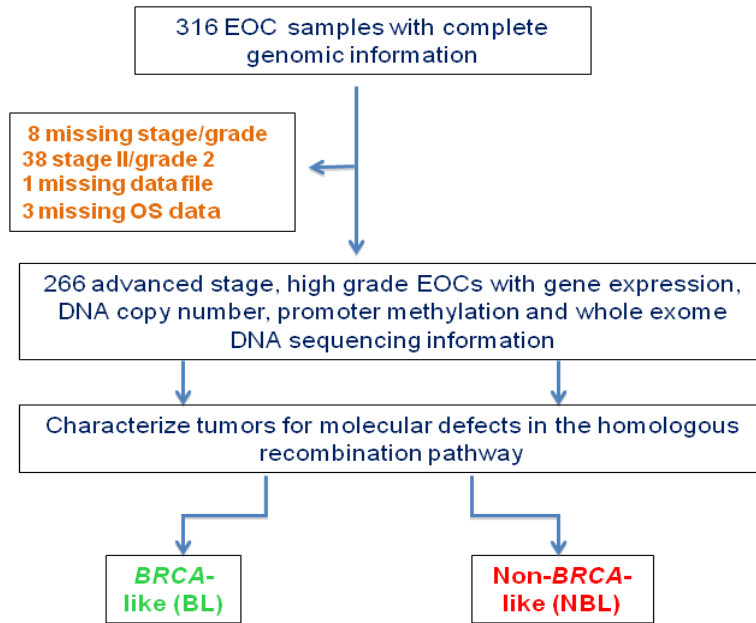 316 EOC samples with complete
genomic information
8 missing stage/grade
38 stage II/grade 2
1 missing data file
3 missing OS data
266 advanced stage, high grade EOCs with gene expression,
DNA copy number, promoter methylation and whole exome
DNA sequencing information
Characterize tumors for molecular defects in the homologous
recombination pathway
BRCA-
like (BL)
Non-BRCA-
like (NBL)